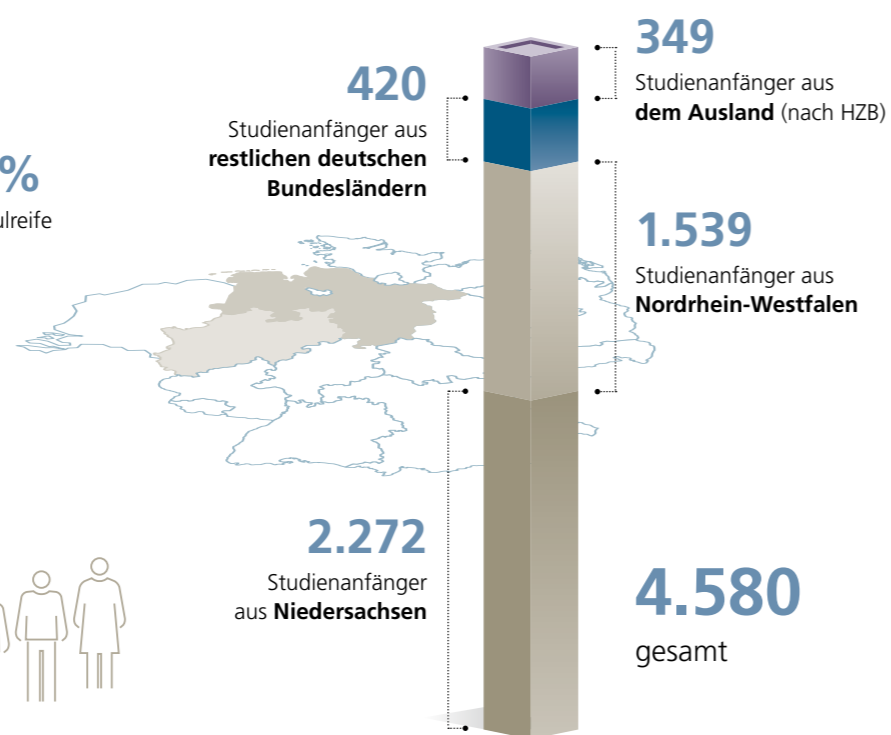 349
Studienanfänger aus
dem Ausland (nach HZB)
420
Studienanfänger aus
restlichen deutschen
Bundesländern
%
1.539
Studienanfänger aus
Nordrhein-Westfalen
2.272
Studienanfänger
aus Niedersachsen
4.580
gesamt